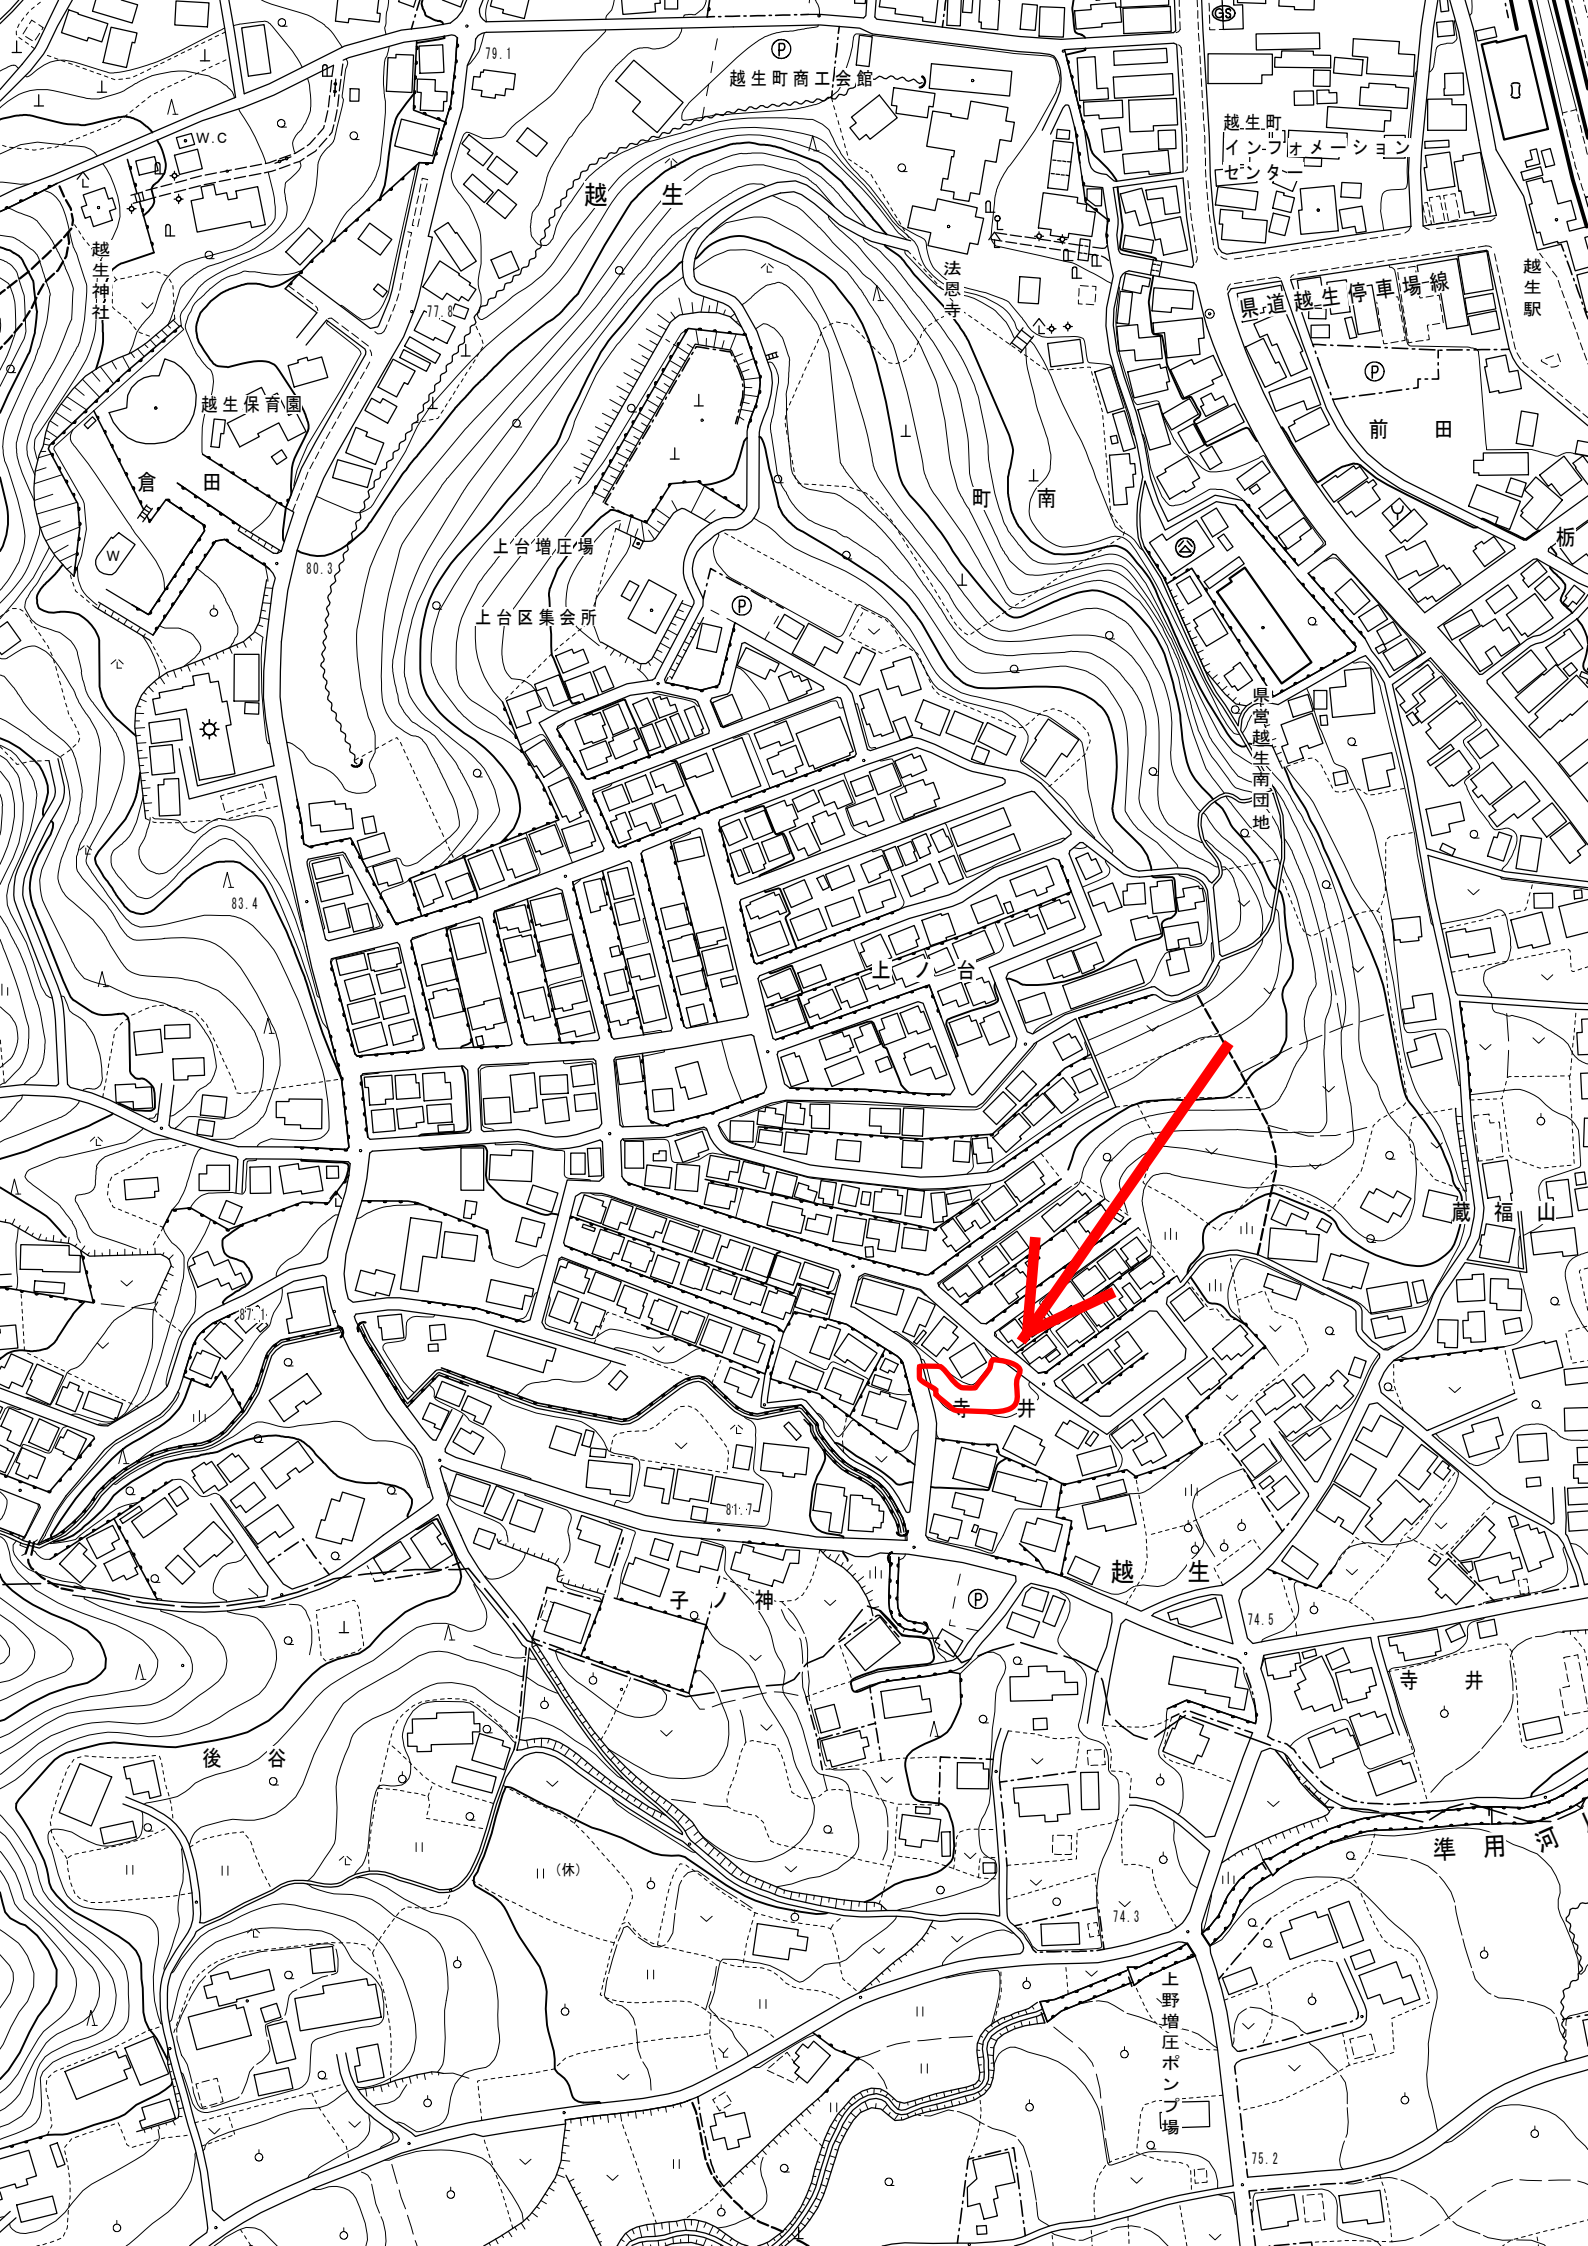 GS
79.1
P
越生町商工会館
越生町
インフォメーション
センター
W.C
越生
越生神社
法恩寺
越生駅
県道越生停車場線
77.8
P
越生保育園
前田
倉田
町南
栃
上台増圧場
W
公
80.3
上台区集会所
P
県営越生南団地
83.4
上ノ台
蔵福山
87.1
寺井
81.7
越生
子ノ神
P
74.5
寺井
後谷
準用河
(休)
74.3
上野増圧ポンプ場
75.2